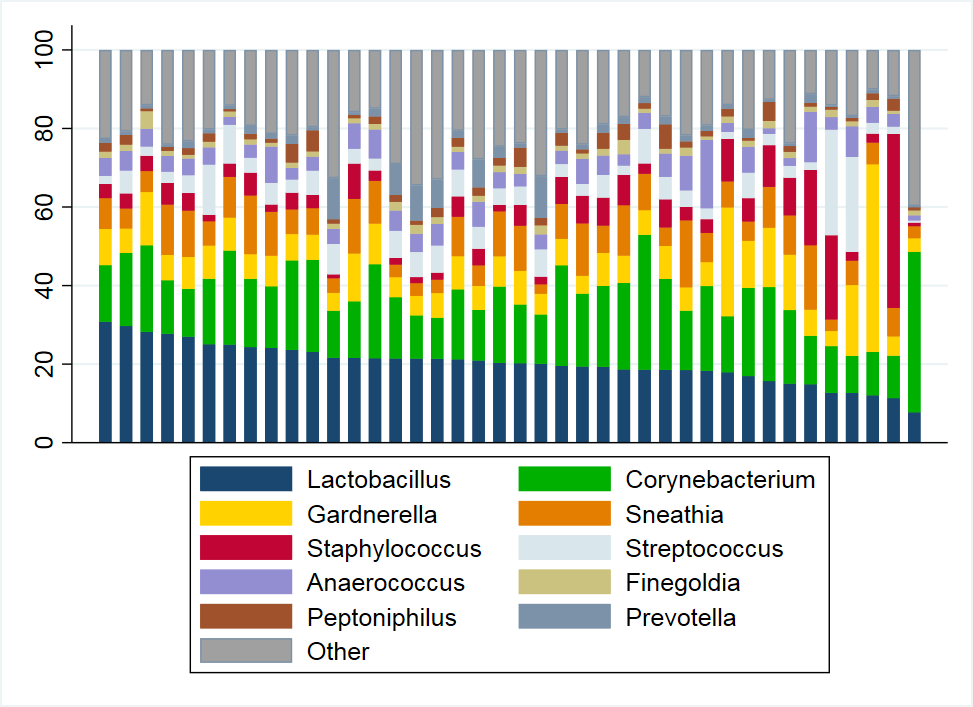 100
80
60
40
20
0
Lactobacillus Corynebacterium
Gardnerella Sneathia
Staphylococcus Streptococcus
Anaerococcus Finegoldia
Peptoniphilus Prevotella
Other